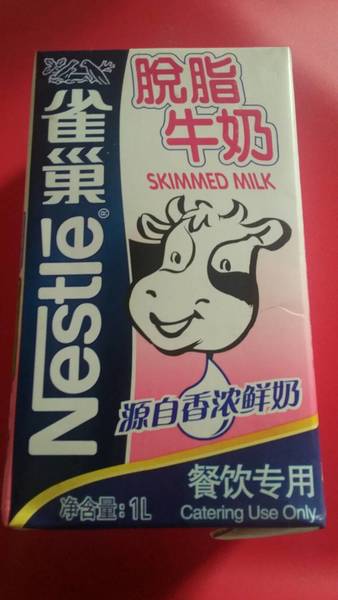 雀巢
Nestlé®
脱脂
牛奶
SKIMMED MILK
源自香浓鲜奶
餐饮专用
Catering Use Only
净含量:1L